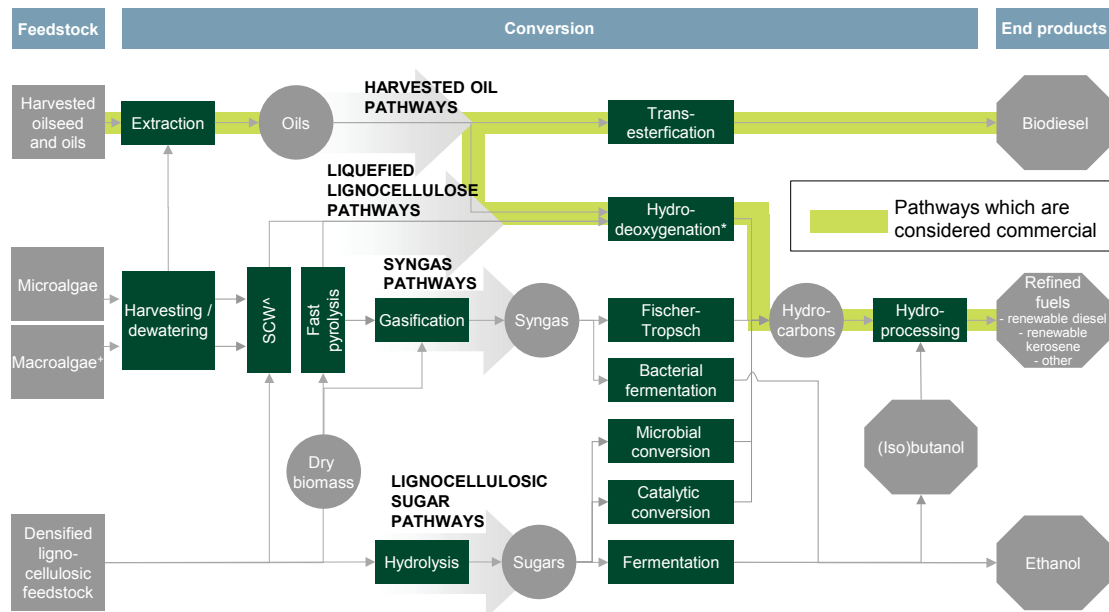 Feedstock
Conversion
End products
HARVESTED OIL
PATHWAYS
Harvested
oilseed
and oils
Extraction
Oils
Trans-
esterfication
Biodiesel
LIQUEFIED
LIGNOCELLULOSE
PATHWAYS
Hydro-
deoxygenation*
Pathways which are
considered commercial
Microalgae
Macroalgae+
Harvesting /
dewatering
SCW^
Fast
pyrolysis
SYNGAS
PATHWAYS
Gasification
Syngas
Fischer-
Tropsch
Hydro-
carbons
Hydro-
processing
Refined
fuels
- renewable diesel
- renewable
kerosene
- other
Bacterial
fermentation
Microbial
conversion
(Iso)butanol
Dry
biomass
LIGNOCELLULOSIC
SUGAR
PATHWAYS
Catalytic
conversion
Densified
ligno-
cellulosic
feedstock
Hydrolysis
Sugars
Fermentation
Ethanol